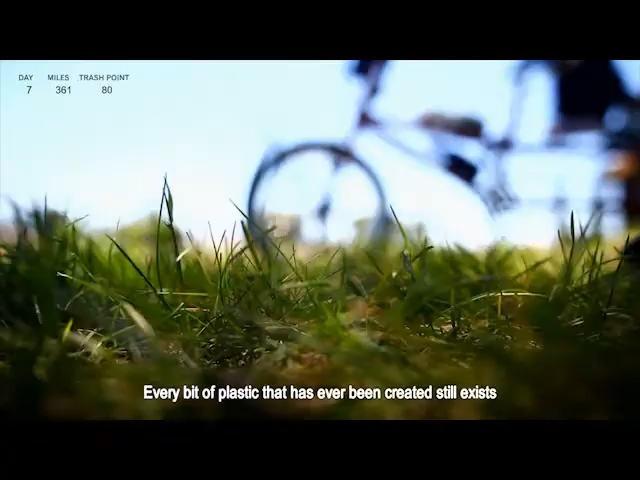 DAY MILES TRASH POINT
7 361 80
Every bit of plastic that has ever been created still exists